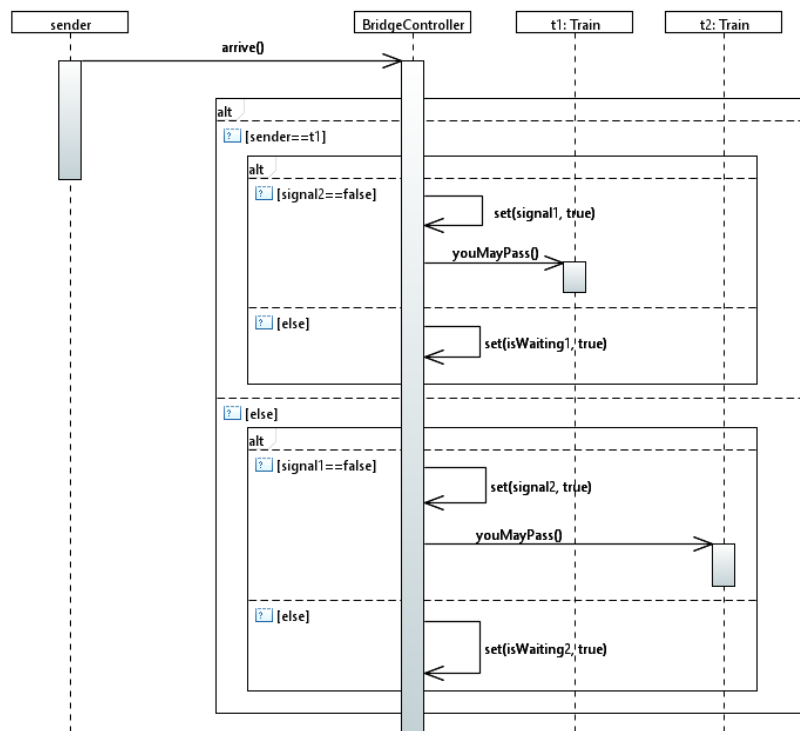 sender
BridgeController
t1: Train
t2: Train
arrive()
alt
? [sender==t1]
alt
? [signal2==false]
set(signal1, true)
youMayPass()
? [else]
set(isWaiting1, true)
? [else]
alt
? [signal1==false]
set(signal2, true)
youMayPass()
? [else]
set(isWaiting2, true)